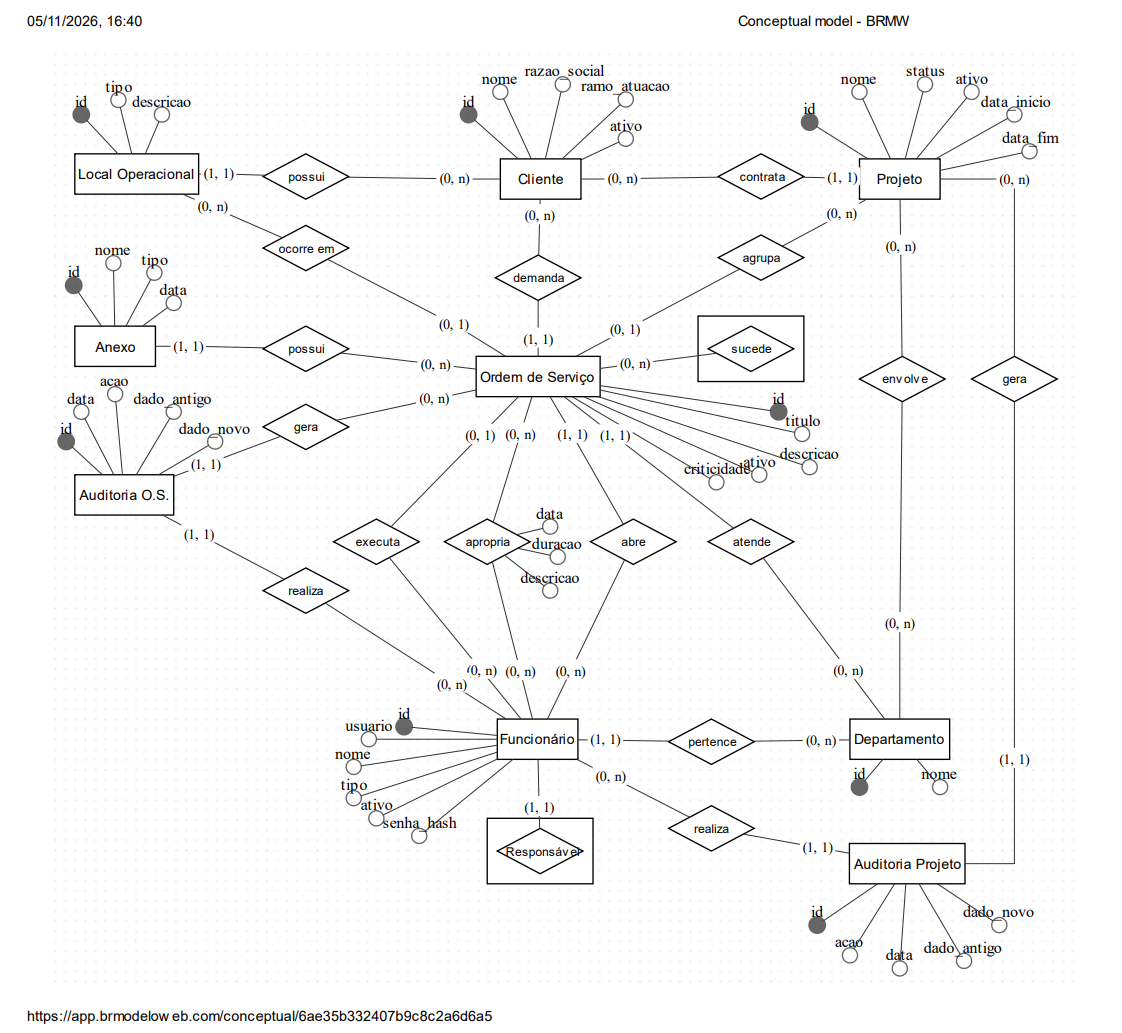 05/11/2026, 16:40
Conceptual model - BRMW
id
tipo
descricao
Local Operacional
(1, 1)
possui
(0, n)
id
nome
razao_social
ramo_atuacao
ativo
Cliente
(0, n)
contrata
(1, 1)
id
nome
status
ativo
data_inicio
data_fim
Projeto
(0, n)
(0, n)
ocorre em
(0, 1)
(0, n)
demanda
(1, 1)
(0, n)
agrupa
(0, 1)
(0, n)
id
nome
tipo
data
Anexo
(1, 1)
possui
(0, n)
Ordem de Serviço
(0, n)
sucede
envolve
gera
id
data
acao
dado_antigo
dado_novo
Auditoria O.S.
(1, 1)
gera
(0, n)
id
titulo
descricao
ativo
criticidade
(0, 1)
(0, n)
(1, 1)
(1, 1)
executa
apropria
data
duracao
descricao
abre
atende
(1, 1)
realiza
(0, n)
(0, n)
(0, n)
(0, n)
(0, n)
(0, n)
id
usuario
nome
tipo
ativo
senha_hash
Funcionário
(1, 1)
pertence
(0, n)
Departamento
id
nome
(1, 1)
(1, 1)
Responsável
(0, n)
realiza
(1, 1)
Auditoria Projeto
id
acao
data
dado_antigo
dado_novo
https://app.brmodeloweb.com/conceptual/6ae35b332407b9c8c2a6d6a5